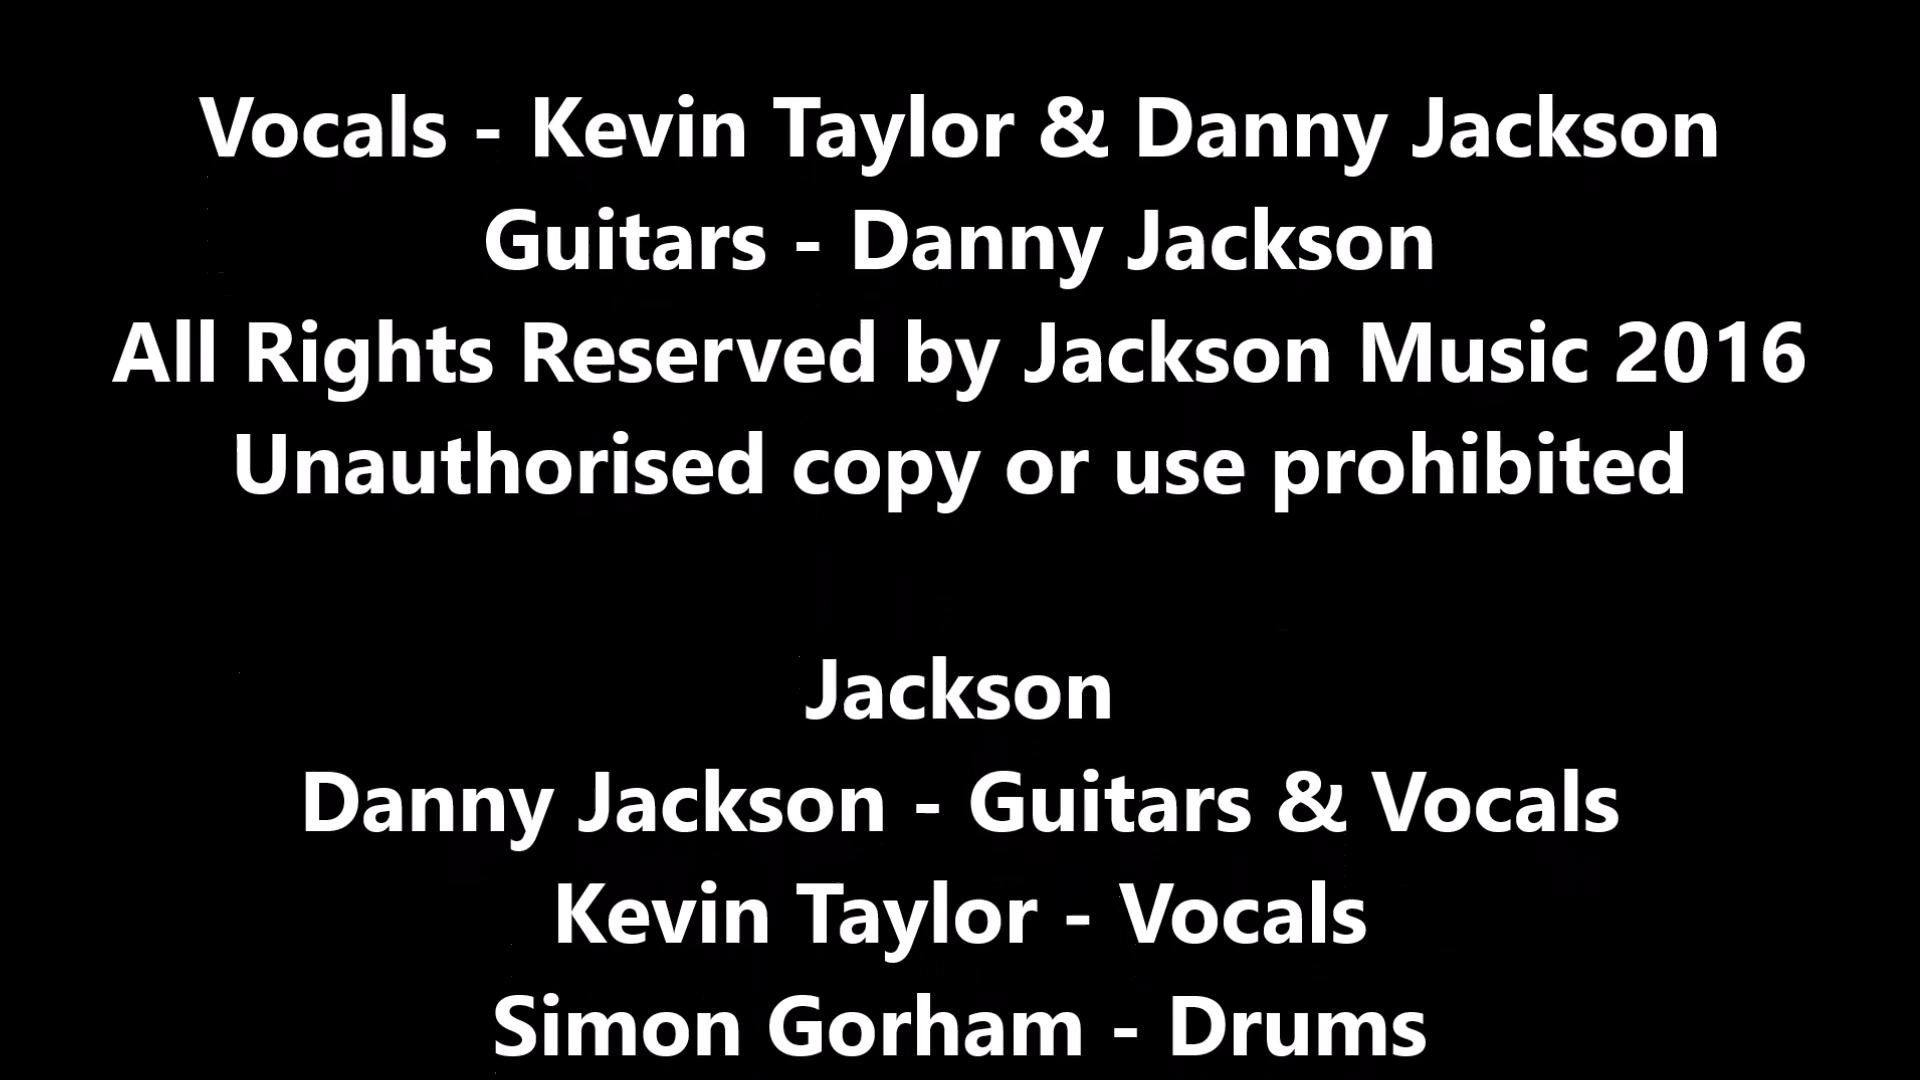 Vocals - Kevin Taylor & Danny Jackson
Guitars - Danny Jackson
All Rights Reserved by Jackson Music 2016
Unauthorised copy or use prohibited
Jackson
Danny Jackson - Guitars & Vocals
Kevin Taylor - Vocals
Simon Gorham - Drums